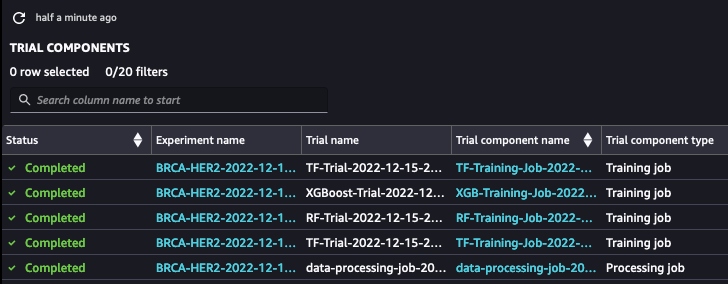 half a minute ago
TRIAL COMPONENTS
0 row selected 0/20 filters
Search column name to start
Status Experiment name Trial name Trial component name Trial component type
Completed BRCA-HER2-2022-12-1... TF-Trial-2022-12-15-2... TF-Training-Job-2022-... Training job
Completed BRCA-HER2-2022-12-1... XGBoost-Trial-2022-12... XGB-Training-Job-2022... Training job
Completed BRCA-HER2-2022-12-1... RF-Trial-2022-12-15-2... RF-Training-Job-2022-... Training job
Completed BRCA-HER2-2022-12-1... TF-Trial-2022-12-15-2... TF-Training-Job-2022-... Training job
Completed BRCA-HER2-2022-12-1... data-processing-job-20... data-processing-job-20... Processing job